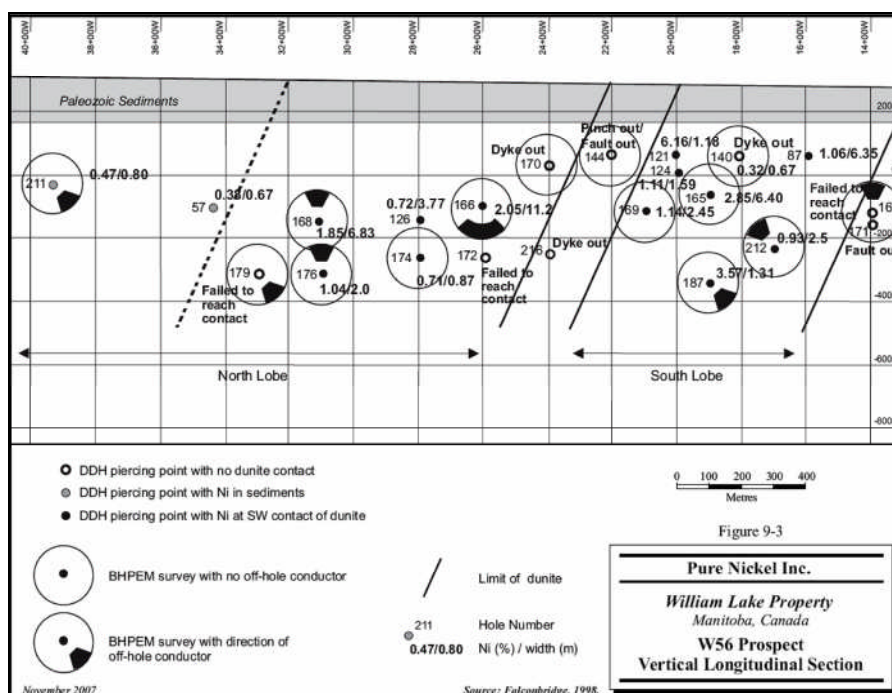 40+00W
38+00W
36+00W
34+00W
32+00W
30+00W
28+00W
26+00W
24+00W
22+00W
20+00W
18+00W
16+00W
14+00W
Paleozoic Sediments
200
-200
-400
-600
-800
211
0.47/0.80
57
0.38/0.67
179
Failed to
reach
contact
168
1.85/6.83
176
1.04/2.0
0.72/3.77
126
174
0.71/0.87
166
2.05/11.2
172
Failed to
reach
contact
Dyke out
170
216
Dyke out
Pinch out/
Fault out
144
6.16/1.18
121
124
1.11/1.59
169
1.14/2.45
165
2.85/6.40
Dyke out
140
0.32/0.67
87
1.06/6.35
0.93/2.5
212
187
3.57/1.31
Failed to
reach
contact
16
171
Fault ou
North Lobe
South Lobe
DDH piercing point with no dunite contact
DDH piercing point with Ni in sediments
DDH piercing point with Ni at SW contact of dunite
BHPEM survey with no off-hole conductor
BHPEM survey with direction of
off-hole conductor
Limit of dunite
211
Hole Number
0.47/0.80
Ni (%) / width (m)
0 100 200 300 400
Metres
Figure 9-3
Pure Nickel Inc.
William Lake Property
Manitoba, Canada
W56 Prospect
Vertical Longitudinal Section
November 2007
Source: Falconbridge, 1998.